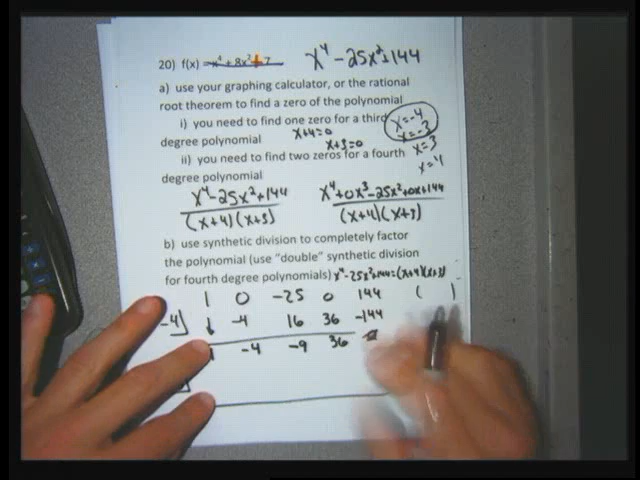 20) f(x) = -x⁴ + 8x² + 7 x⁴ - 25x² + 144
a) use your graphing calculator, or the rational
root theorem to find a zero of the polynomial
i) you need to find one zero for a third
degree polynomial x+4=0 x+3=0
x=-4
x=-3
x=3
x=4
ii) you need to find two zeros for a fourth
degree polynomial
x⁴-25x²+144 x⁴+0x³-25x²+0x+144
(x+4)(x+3) (x+4)(x+3)
b) use synthetic division to completely factor
the polynomial (use "double" synthetic division
for fourth degree polynomials) x⁴-25x²+144=(x+4)(x+3)
( )
1 0 -25 0 144
-4 -4 16 36 -144
-4 -9 36